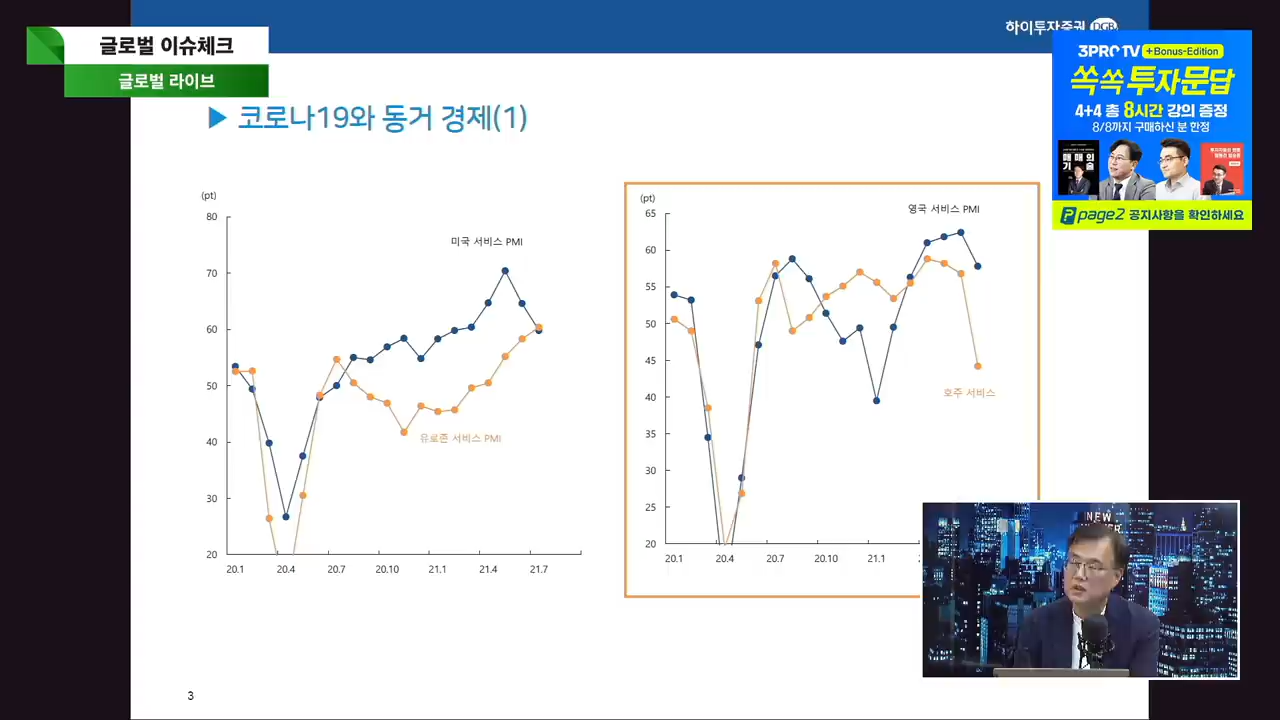 하이투자증권 DGB
글로벌 이슈체크
글로벌 라이브
3PRO TV +Bonus-Edition
쏙쏙 투자문답
4+4 총 8시간 강의 증정
8/8까지 구매하신 분 한정
매매의
기술
page2 공지사항을 확인하세요
▶ 코로나19와 동거 경제(1)
(pt)
80
70
60
50
40
30
20
미국 서비스 PMI
유로존 서비스 PMI
20.1 20.4 20.7 20.10 21.1 21.4 21.7
(pt)
65
60
55
50
45
40
35
30
25
20
영국 서비스 PMI
호주 서비스
20.1 20.4 20.7 20.10 21.1
NEW
3